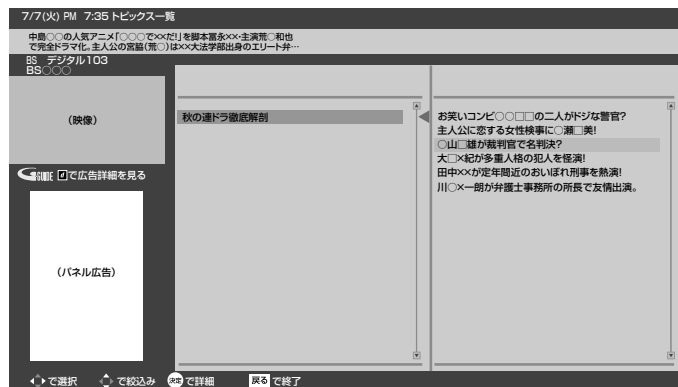 7/7(火) PM 7:35 トピックス一覧
中島○○の人気アニメ「○○○で××だ!」を脚本富永××・主演荒○和也
で完全ドラマ化。主人公の宮脇(荒○)は××大法学部出身のエリート弁…
BS デジタル103
BS○○○
(映像)
G GUIDE dで広告詳細を見る
(パネル広告)
秋の連ドラ徹底解剖
お笑いコンビ○○□□の二人がドジな警官?
主人公に恋する女性検事に○瀬□美!
○山□雄が裁判官で名判決?
大□×紀が多重人格の犯人を怪演!
田中××が定年間近のおいぼれ刑事を熱演!
川○×一朗が弁護士事務所の所長で友情出演。
で選択 で絞込み 決定で詳細 戻るで終了